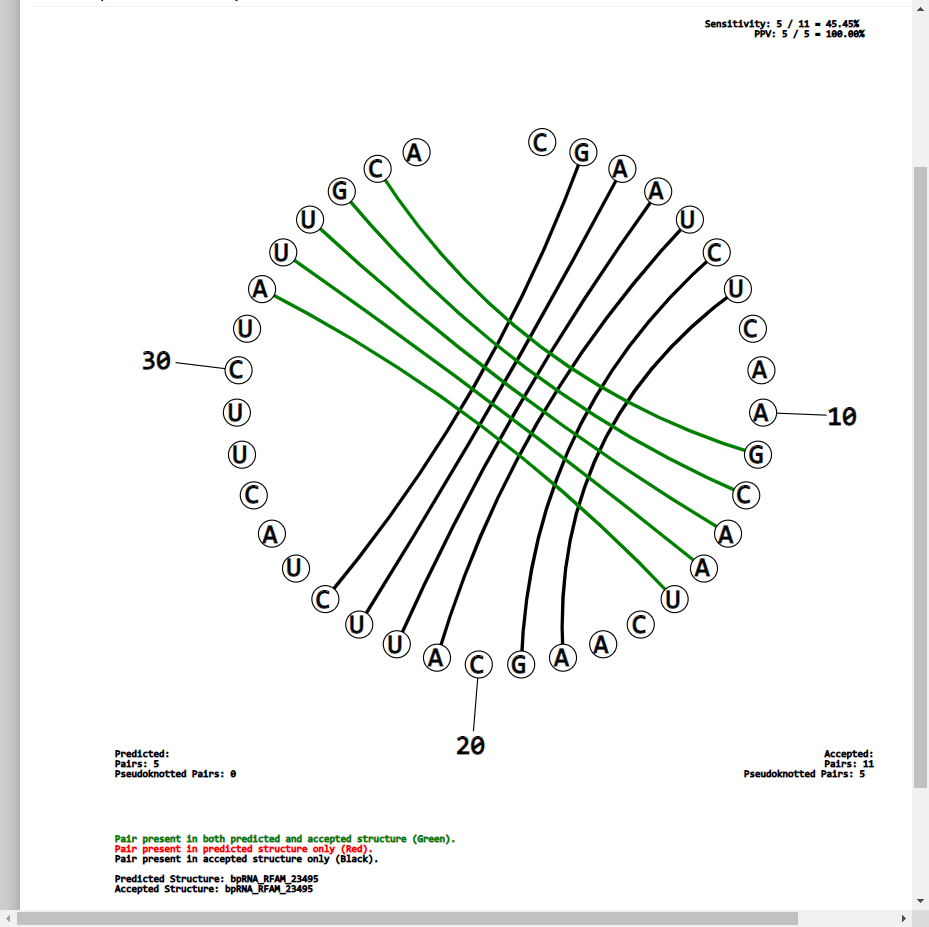 Sensitivity: 5 / 11 = 45.45%
PPV: 5 / 5 = 100.00%
C
G
A
A
U
C
U
C
A
A
10
G
C
A
A
U
C
A
A
G
C
20
A
U
U
C
U
A
C
U
U
C
30
U
A
U
U
G
C
A
Predicted:
Pairs: 5
Pseudoknotted Pairs: 0
Accepted:
Pairs: 11
Pseudoknotted Pairs: 5
Pair present in both predicted and accepted structure (Green).
Pair present in predicted structure only (Red).
Pair present in accepted structure only (Black).
Predicted Structure: bpRNA_RFAM_23495
Accepted Structure: bpRNA_RFAM_23495